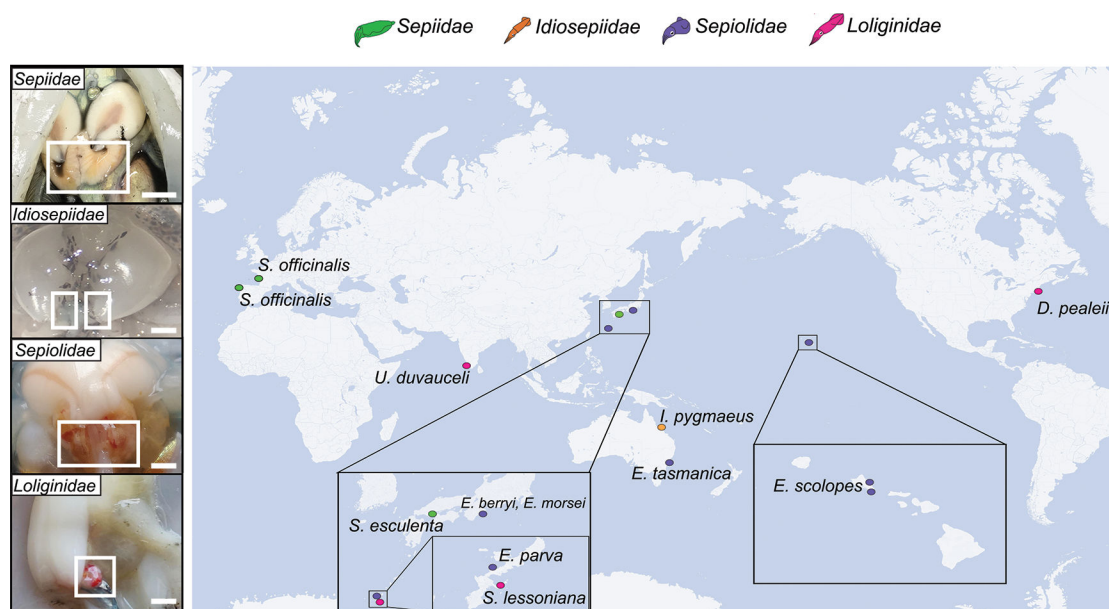 Sepiidae
Idiosepiidae
Sepiolidae
Loliginidae
Sepiidae
Idiosepiidae
Sepiolidae
Loliginidae
S. officinalis
S. officinalis
D. pealeii
U. duvauceli
I. pygmaeus
E. tasmanica
E. scolopes
E. berryi, E. morsei
S. esculenta
E. parva
S. lessoniana